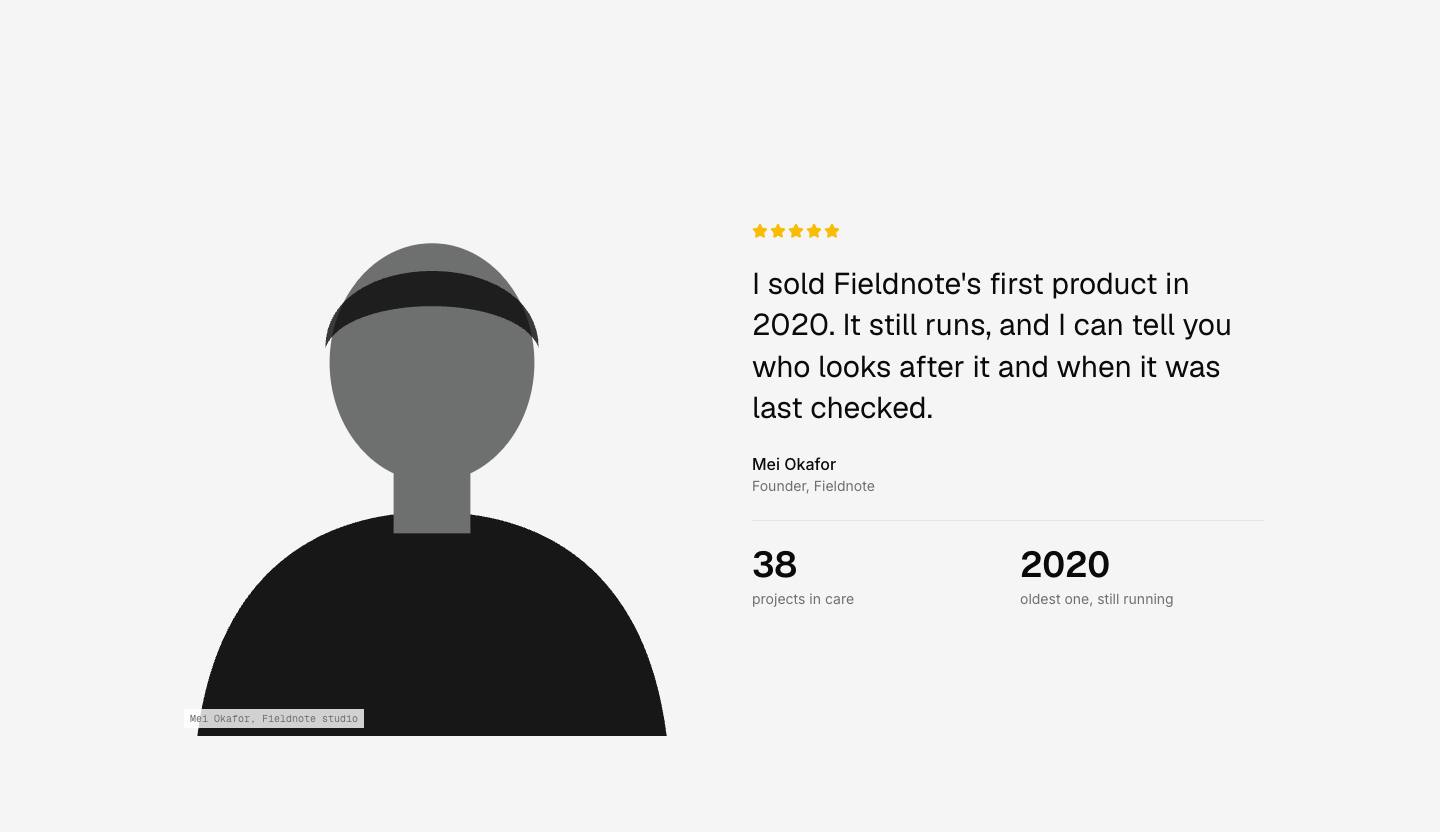 I sold Fieldnote's first product in
2020. It still runs, and I can tell you
who looks after it and when it was
last checked.
Mei Okafor
Founder, Fieldnote
38
projects in care
2020
oldest one, still running
Mei Okafor, Fieldnote studio